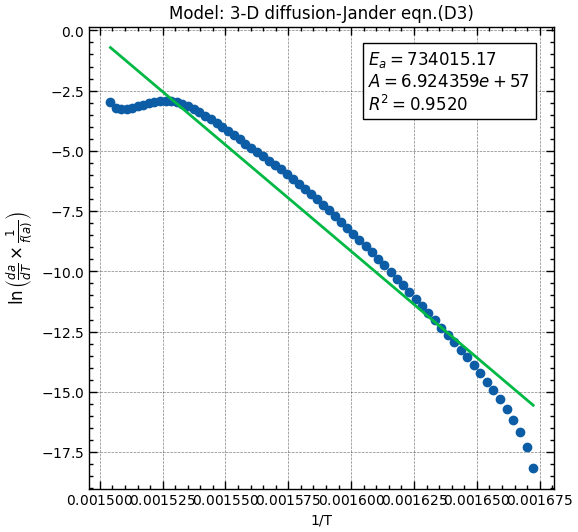 Model: 3-D diffusion-Jander eqn.(D3)
E_a = 734015.17
A = 6.924359e + 57
R^2 = 0.9520
0.0
−2.5
−5.0
−7.5
−10.0
−12.5
−15.0
−17.5
ln(da/dT × 1/f(a))
0.001500 0.001525 0.001550 0.001575 0.001600 0.001625 0.001650 0.001675
1/T